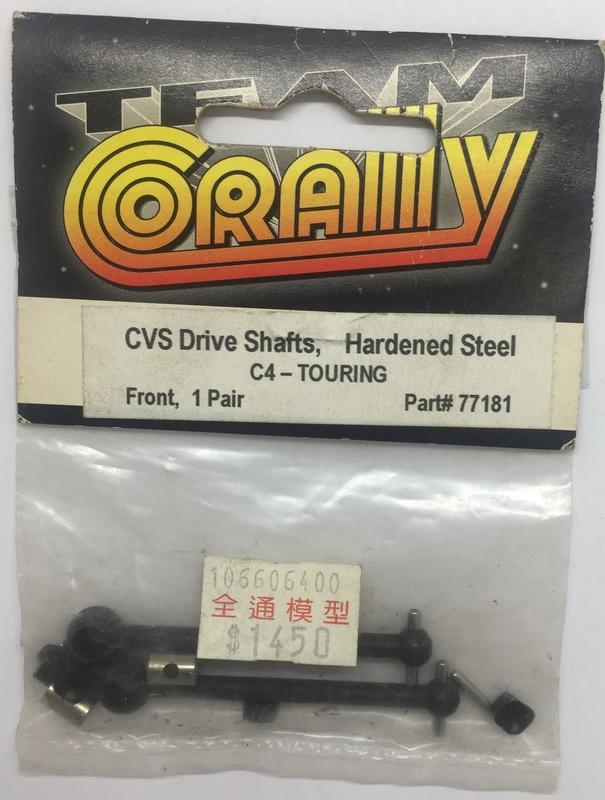 TEAM
CORALLY
CVS Drive Shafts, Hardened Steel
C4 – TOURING
Front, 1 Pair Part# 77181
106606400
全通模型
$1450